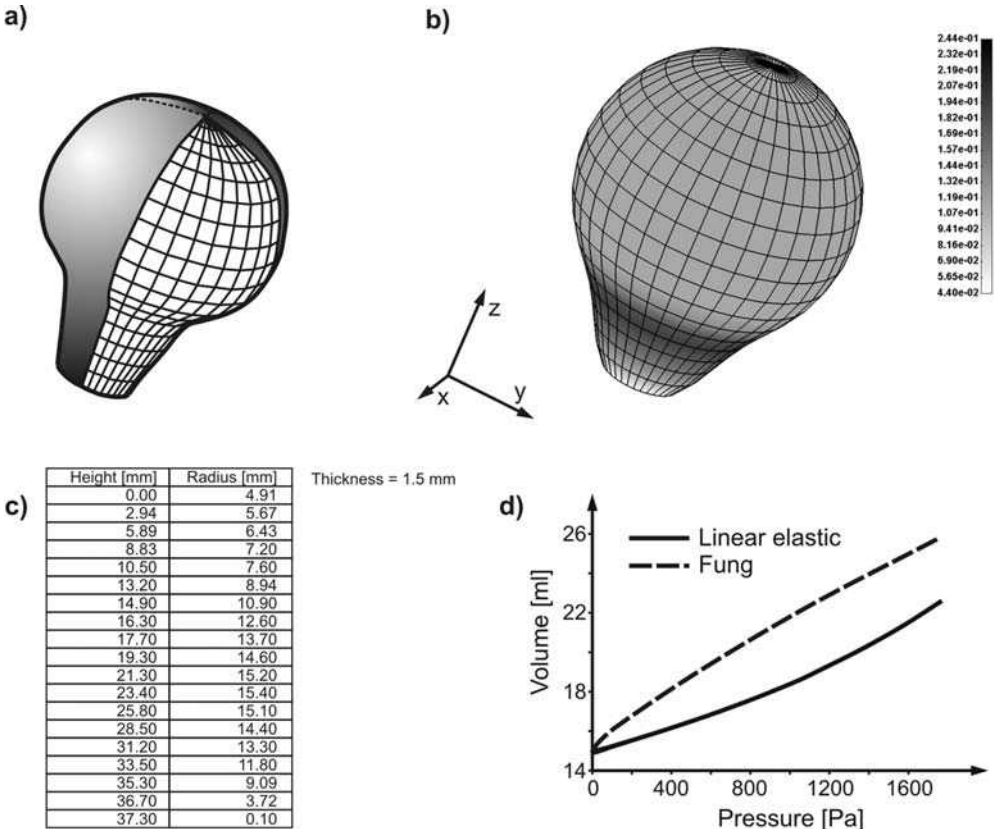 a)
b)
2.44e-01
2.32e-01
2.19e-01
2.07e-01
1.94e-01
1.82e-01
1.69e-01
1.57e-01
1.44e-01
1.32e-01
1.19e-01
1.07e-01
9.41e-02
8.16e-02
6.90e-02
5.65e-02
4.40e-02
z
x
y
c)
Height [mm] Radius [mm]
0.00 4.91
2.94 5.67
5.89 6.43
8.83 7.20
10.50 7.60
13.20 8.94
14.90 10.90
16.30 12.60
17.70 13.70
19.30 14.60
21.30 15.20
23.40 15.40
25.80 15.10
28.50 14.40
31.20 13.30
33.50 11.80
35.30 9.09
36.70 3.72
37.30 0.10
Thickness = 1.5 mm
d)
Linear elastic
Fung
Volume [ml]
26
22
18
14
0 400 800 1200 1600
Pressure [Pa]